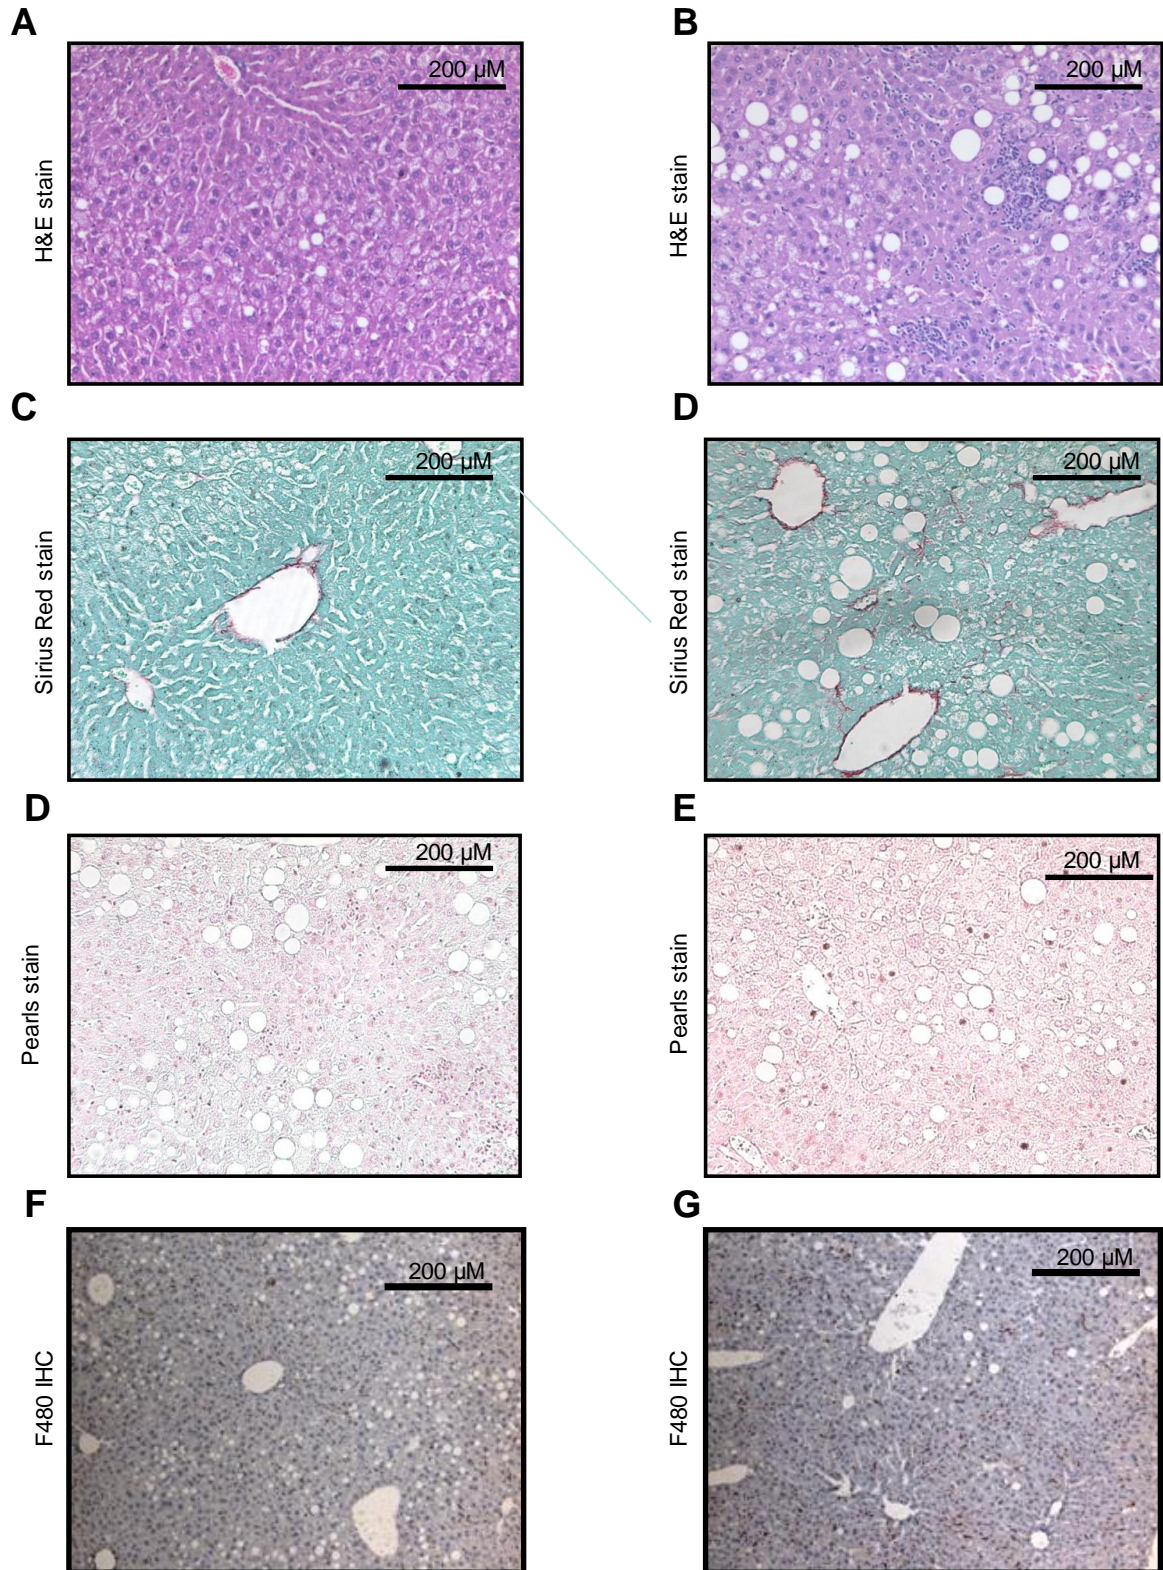 A
B
200 µM
200 µM
H&E stain
H&E stain
C
D
200 µM
200 µM
Sirius Red stain
Sirius Red stain
D
E
200 µM
200 µM
Pearls stain
Pearls stain
F
G
200 µM
200 µM
F480 IHC
F480 IHC